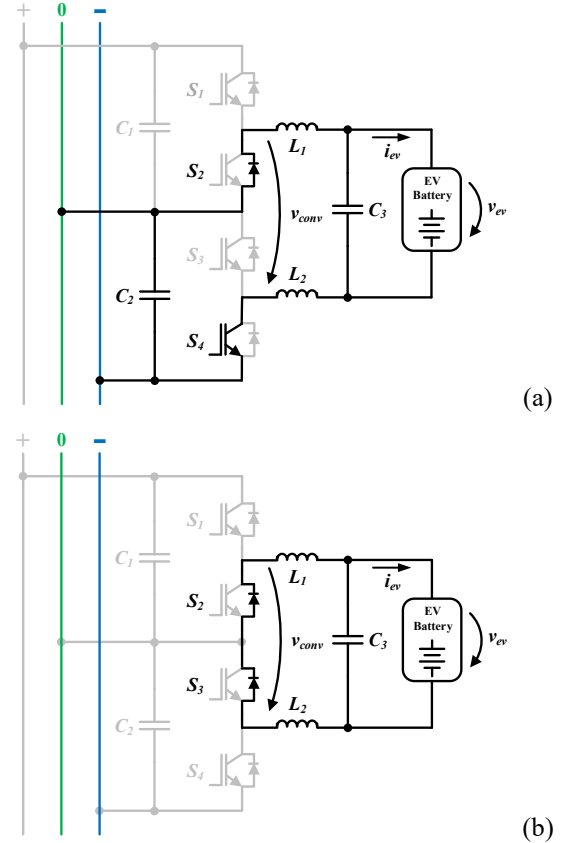 + 0 -
S1
C1
L1
iev
S2
EV
Battery
vconv
C3
vev
S3
C2
L2
S4
(a)
+ 0 -
S1
C1
L1
iev
S2
EV
Battery
vconv
C3
vev
S3
L2
C2
S4
(b)